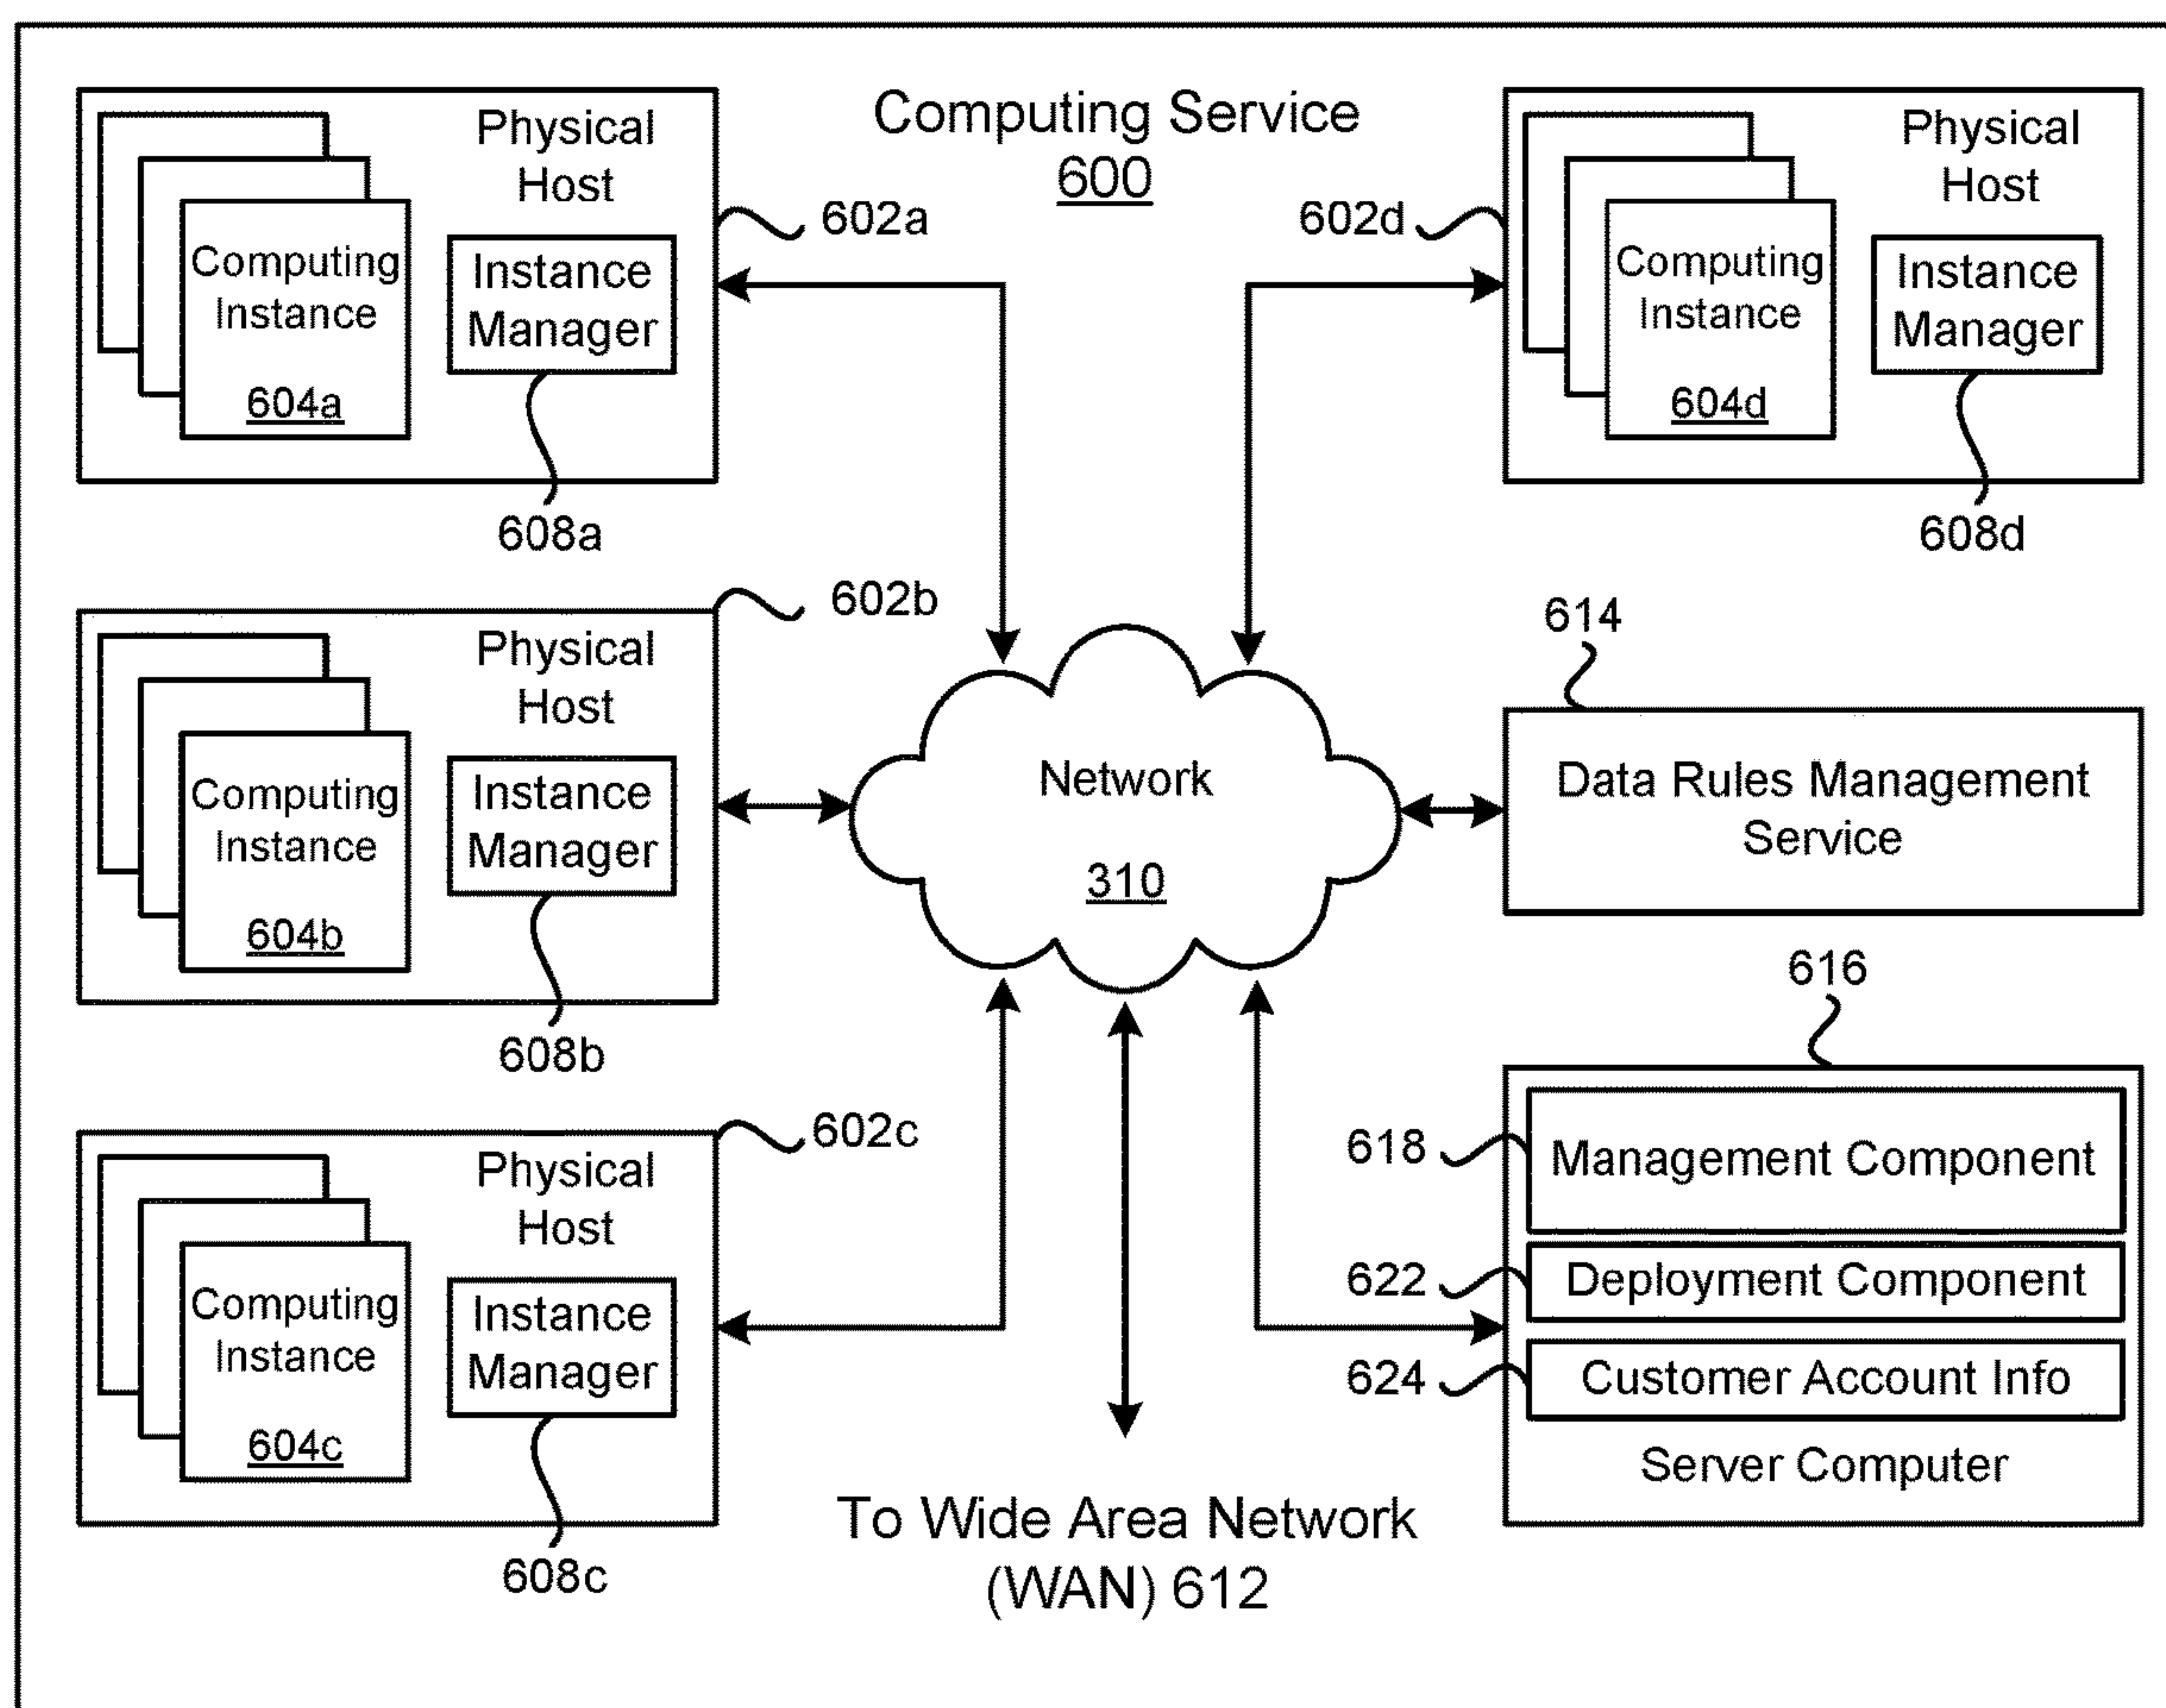 Computing Service
600
Physical
Host
602a
Computing
Instance
604a
Instance
Manager
608a
Physical
Host
602d
Computing
Instance
604d
Instance
Manager
608d
Physical
Host
602b
Computing
Instance
604b
Instance
Manager
608b
Network
310
614
Data Rules Management
Service
Physical
Host
602c
Computing
Instance
604c
Instance
Manager
608c
616
618
Management Component
622
Deployment Component
624
Customer Account Info
Server Computer
To Wide Area Network
(WAN) 612